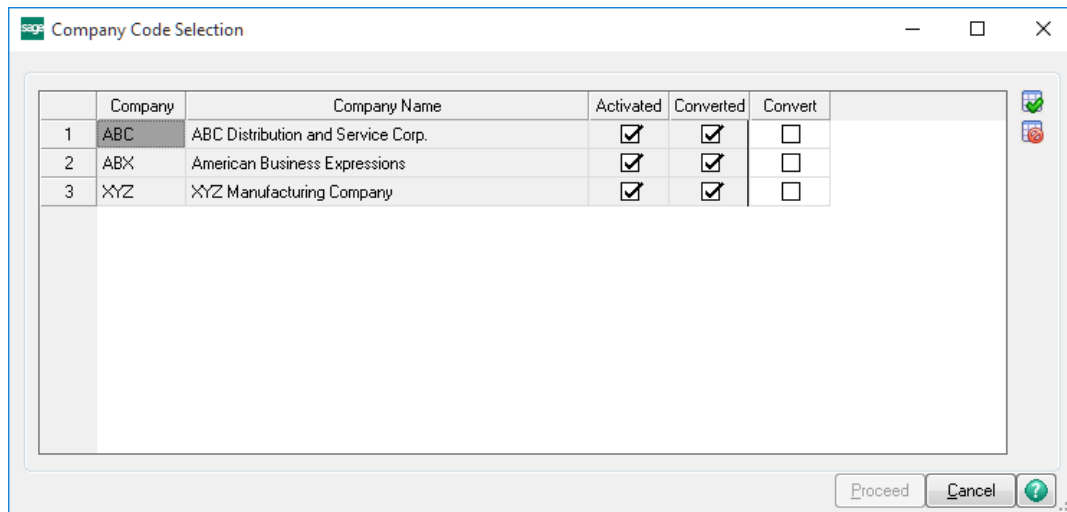 sage Company Code Selection
Company Company Name Activated Converted Convert
1 ABC ABC Distribution and Service Corp.
2 ABX American Business Expressions
3 XYZ XYZ Manufacturing Company
Proceed Cancel ?